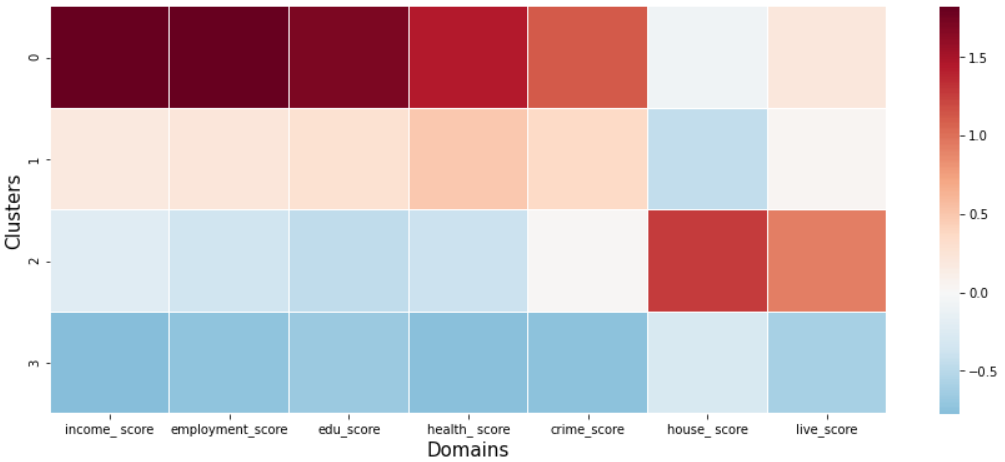 Clusters
0
1
2
3
income_ score
employment_score
edu_score
health_ score
crime_score
house_ score
live_score
Domains
1.5
1.0
0.5
0.0
−0.5